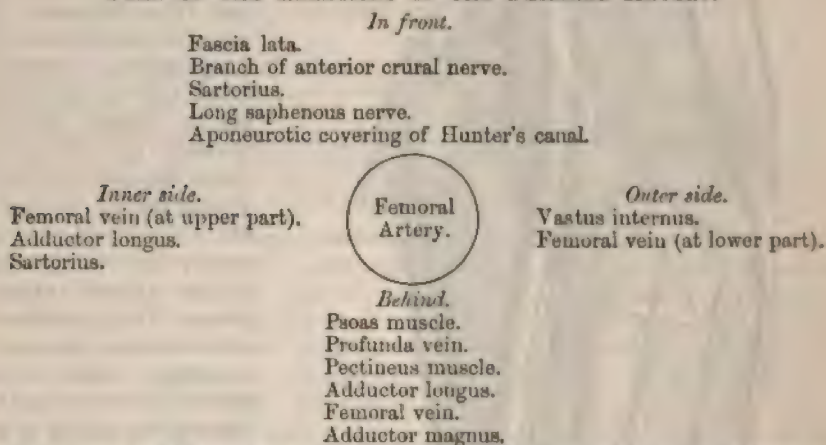 In front.
Fascia lata.
Branch of anterior crural nerve.
Sartorius.
Long saphenous nerve.
Aponeurotic covering of Hunter's canal.
Inner side.
Femoral vein (at upper part).
Adductor longus.
Sartorius.
Femoral
Artery.
Outer side.
Vastus internus.
Femoral vein (at lower part).
Behind.
Psoas muscle.
Profunda vein.
Pectineus muscle.
Adductor longus.
Femoral vein.
Adductor magnus.